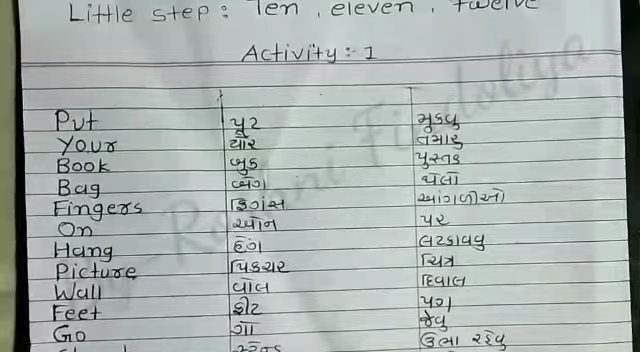 Little step: Ten, eleven, twelve
Activity:-1
Put પુટ મુકવુ
Your યોર તમારુ
Book બુક પુસ્તક
Bag બેગ થેલો
Fingers ફિંગર્સ આંગળીઓ
On ઓન પર
Hang હેંગ લટકાવવુ
Picture પિક્ચર ચિત્ર
Wall વોલ દિવાલ
Feet ફીટ પગ
Go ગો જવુ
ઉભા રહેવુ